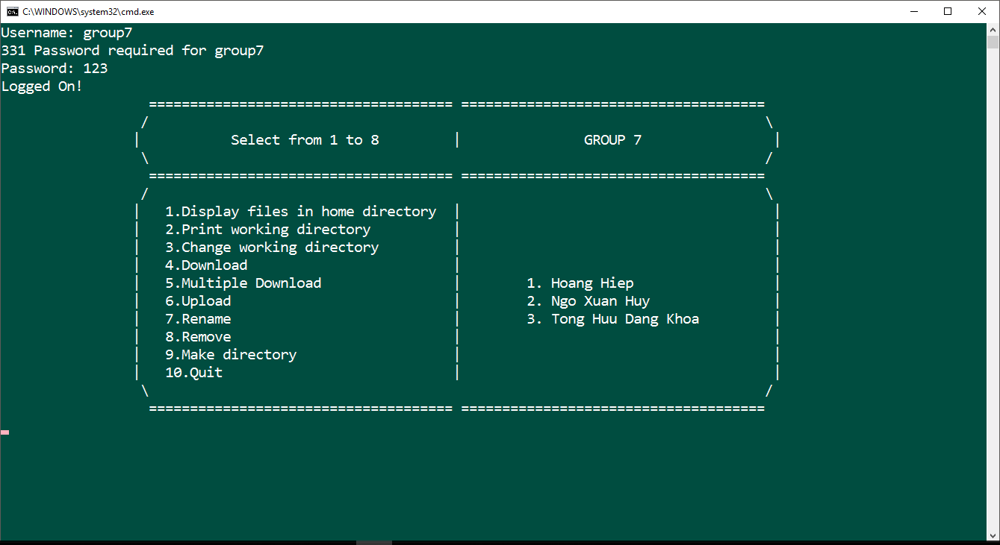 C:\WINDOWS\system32\cmd.exe
Username: group7
331 Password required for group7
Password: 123
Logged On!
===================================== =====================================
/ \
| Select from 1 to 8 | GROUP 7 |
\ /
===================================== =====================================
/ \
| 1.Display files in home directory | |
| 2.Print working directory | |
| 3.Change working directory | |
| 4.Download | |
| 5.Multiple Download | 1. Hoang Hiep |
| 6.Upload | 2. Ngo Xuan Huy |
| 7.Rename | 3. Tong Huu Dang Khoa |
| 8.Remove | |
| 9.Make directory | |
| 10.Quit | |
\ /
===================================== =====================================